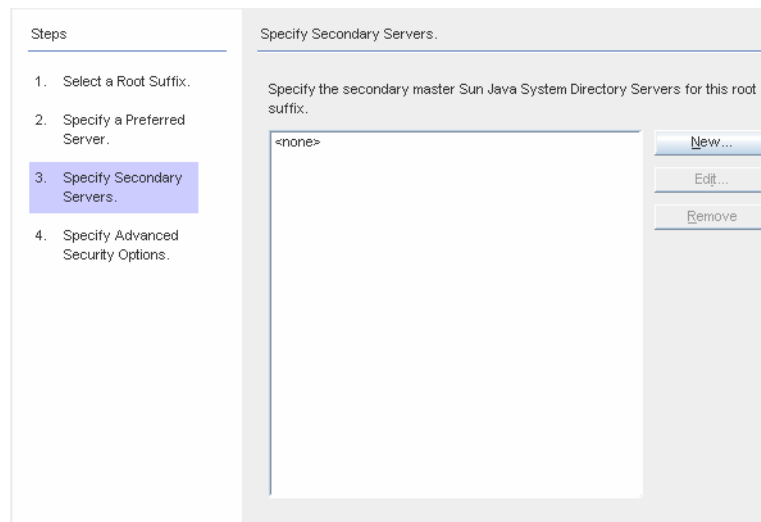 Steps
1. Select a Root Suffix.
2. Specify a Preferred
Server.
3. Specify Secondary
Servers.
4. Specify Advanced
Security Options.
Specify Secondary Servers.
Specify the secondary master Sun Java System Directory Servers for this root
suffix.
<none>
New...
Edit...
Remove